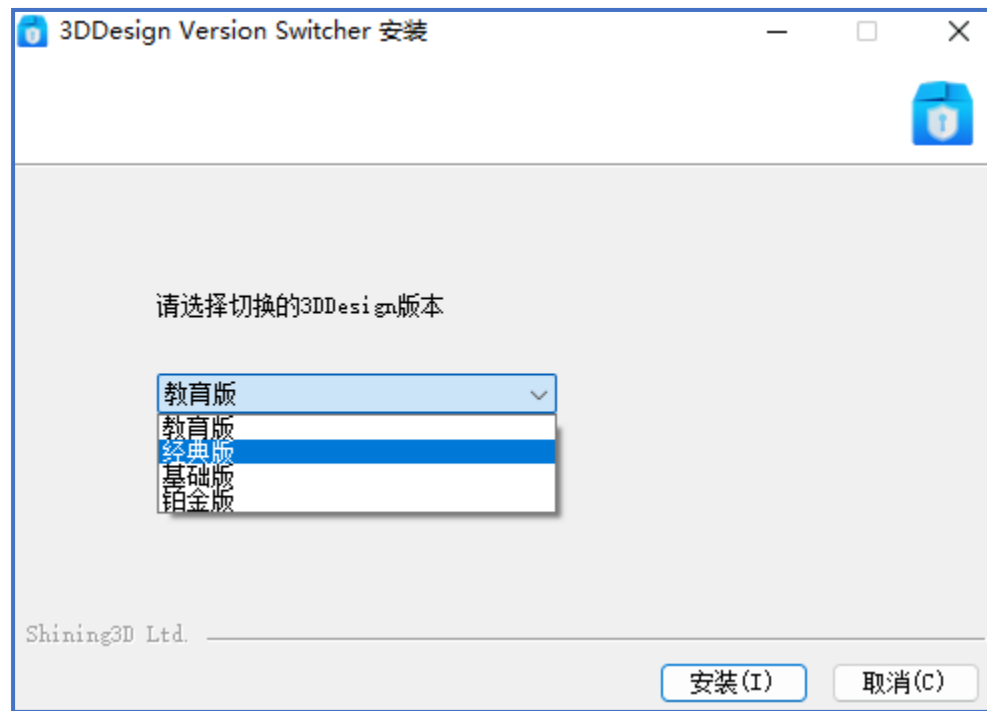 3DDesign Version Switcher 安装
请选择切换的3DDesign版本
教育版
教育版
经典版
基础版
铂金版
Shining3D Ltd.
安装(I)
取消(C)